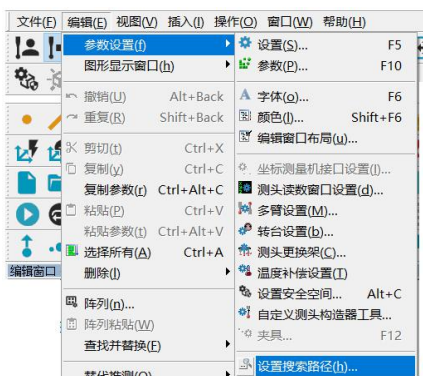 文件(F) 编辑(E) 视图(V) 插入(I) 操作(O) 窗口(W) 帮助(H)
参数设置(f)
图形显示窗口(h)
撤销(U) Alt+Back
重复(R) Shift+Back
剪切(t) Ctrl+X
复制(y) Ctrl+C
复制参数(r) Ctrl+Alt+C
粘贴(P) Ctrl+V
粘贴参数(t) Ctrl+Alt+V
选择所有(A) Ctrl+A
删除(l)
阵列(n)...
阵列粘贴(W)
查找并替换(F)
替代推测(O)
设置(S)... F5
参数(P)... F10
字体(o)... F6
颜色(l)... Shift+F6
编辑窗口布局(u)...
坐标测量机接口设置(I)...
测头读数窗口设置(d)...
多臂设置(M)...
转台设置(b)...
测头更换架(C)...
温度补偿设置(T)
设置安全空间... Alt+C
自定义测头构造器工具...
夹具... F12
设置搜索路径(h)...
编辑窗口